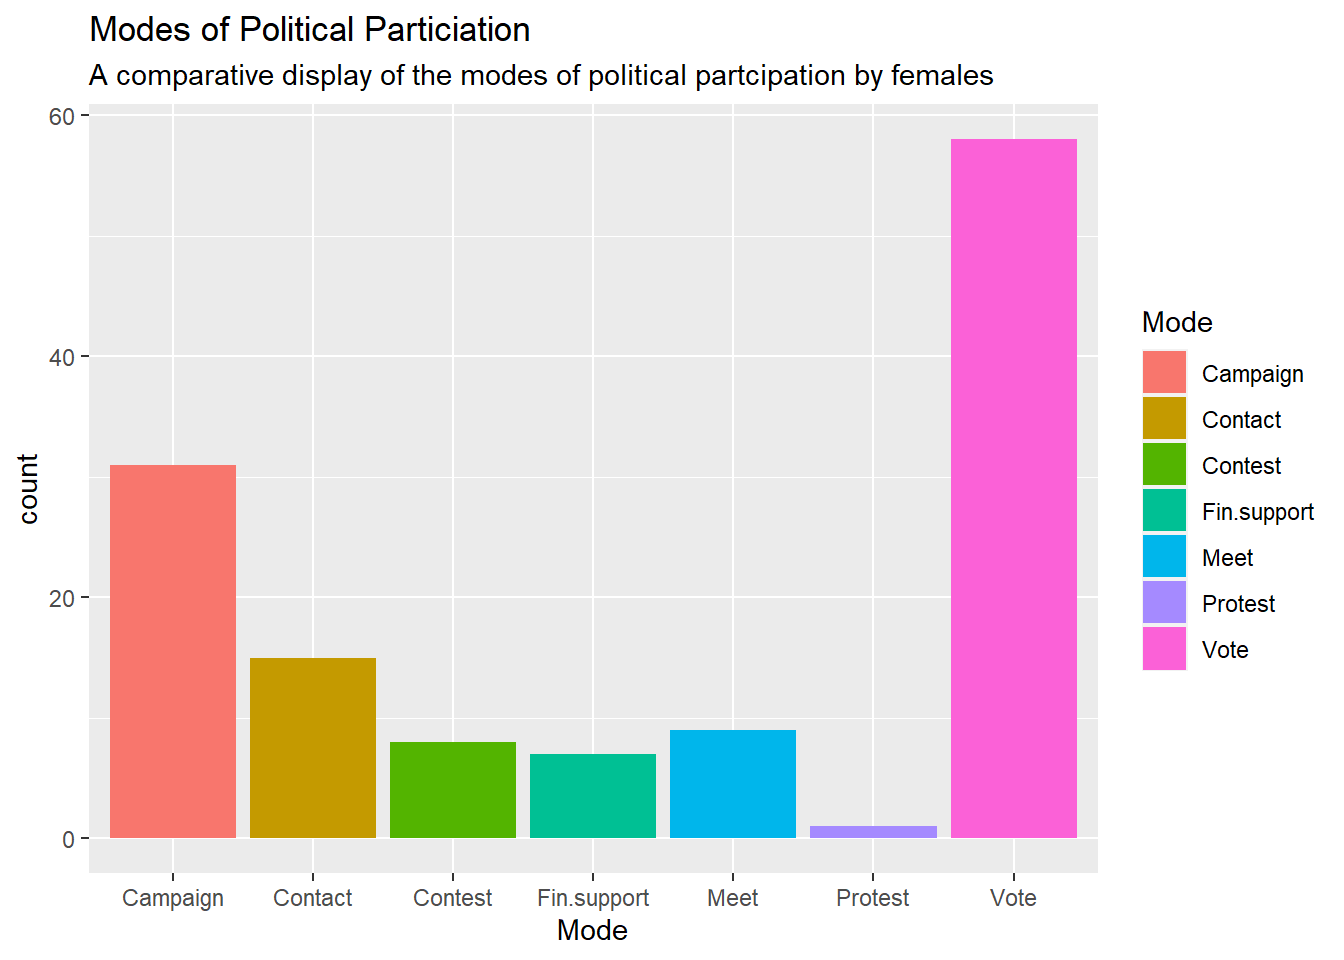 Modes of Political Particiation
A comparative display of the modes of political partcipation by females
60
40
20
0
count
Campaign Contact Contest Fin.support Meet Protest Vote
Mode
Mode
Campaign
Contact
Contest
Fin.support
Meet
Protest
Vote